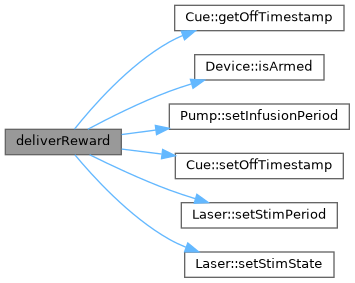 deliverReward
Cue::getOffTimestamp
Device::isArmed
Pump::setInfusionPeriod
Cue::setOffTimestamp
Laser::setStimPeriod
Laser::setStimState